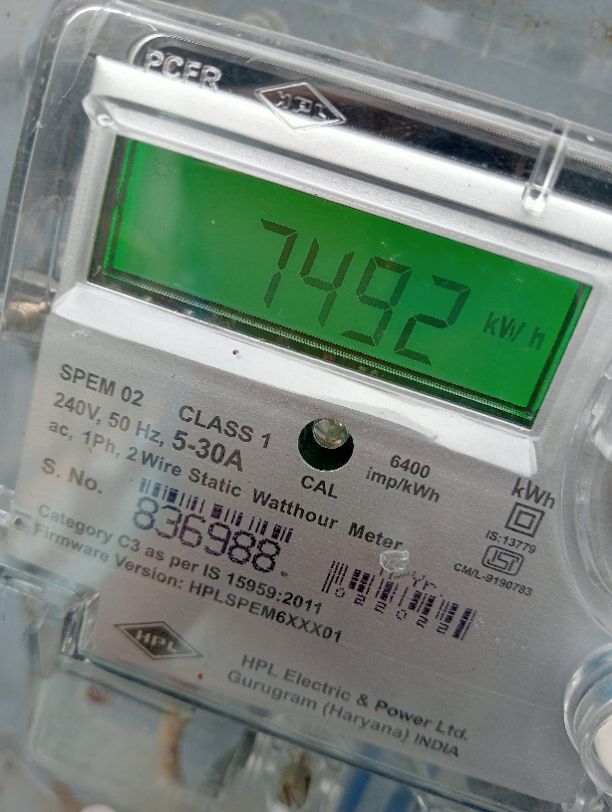 PCFR
HPL
7492 kW h
SPEM 02 CLASS 1
240V, 50 Hz, 5-30A
ac, 1Ph, 2 Wire Static Watthour Meter
CAL
6400
imp/kWh
kWh
IS:13779
CM/L-9190793
S. No. 836988
Category C3 as per IS 15959:2011
Firmware Version: HPLSPEM6XXX01
HPL
HPL Electric & Power Ltd.
Gurugram (Haryana) INDIA